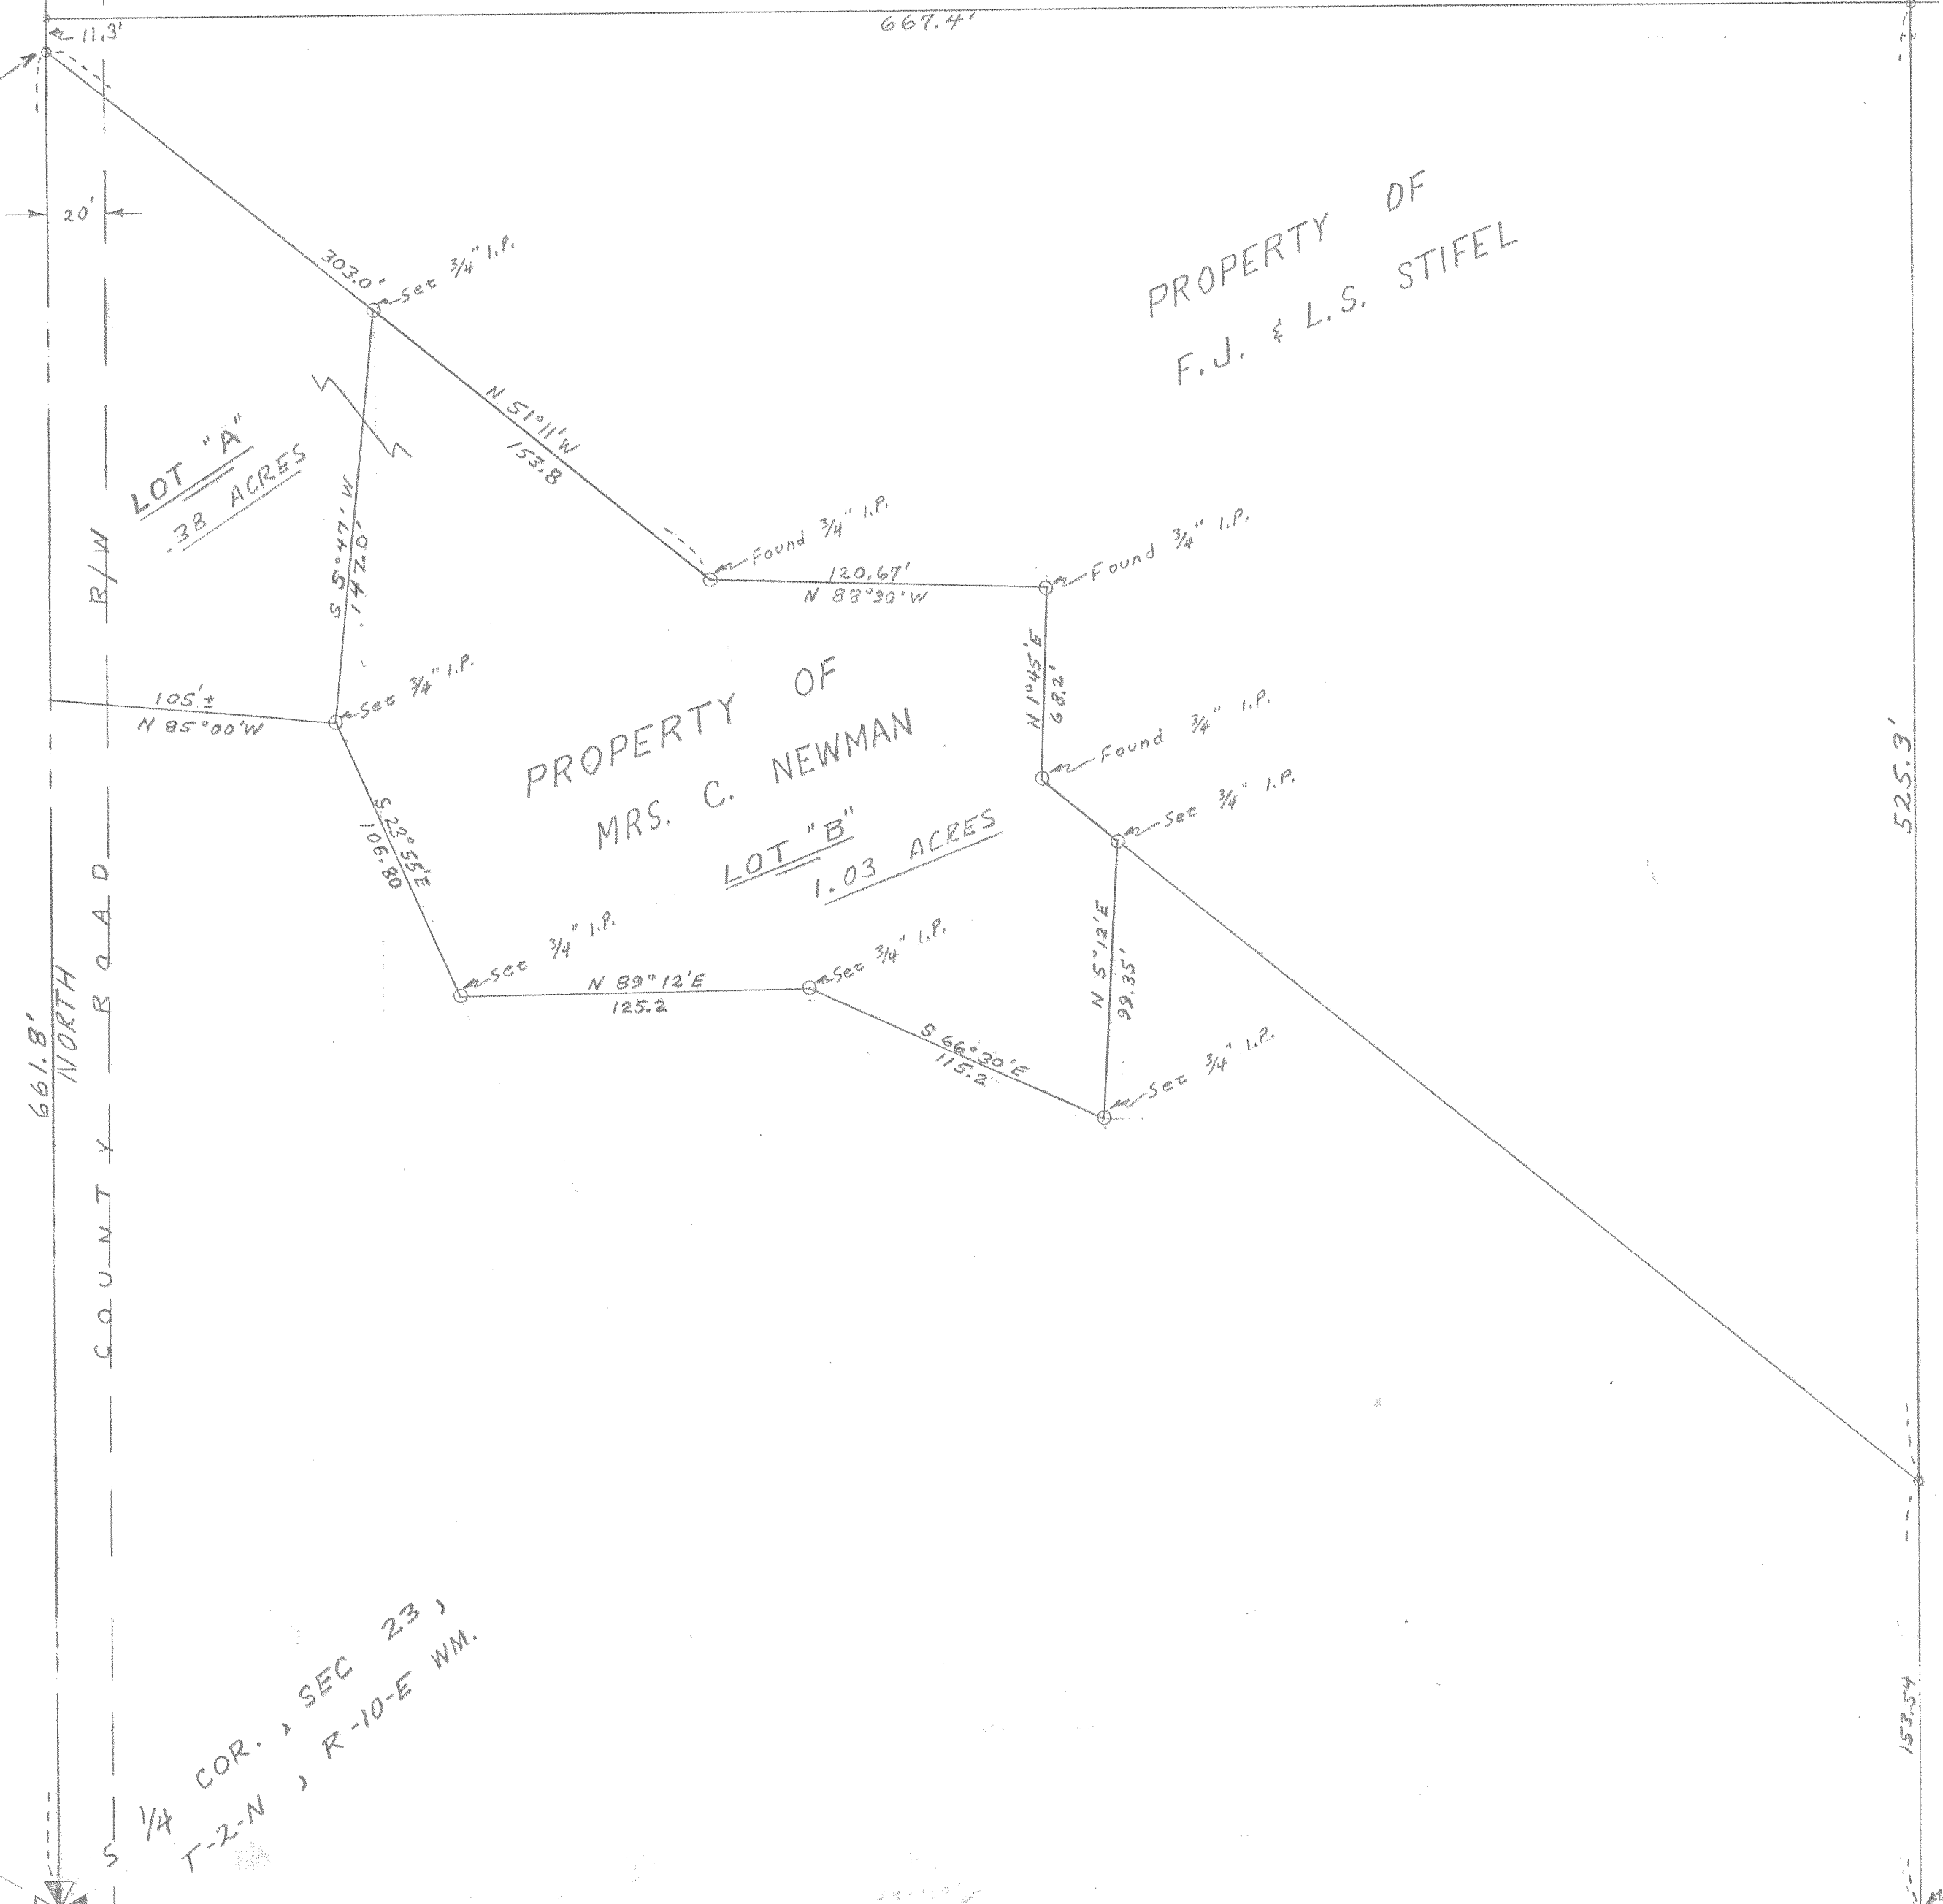 667.4'
11.3'
20'
303.0'
Set 3/4" I.P.
PROPERTY OF
F.J. & L.S. STIFEL
N 51°11' W
153.8
LOT "A"
.38 ACRES
S 5°47' W
147.0'
R/W
Found 3/4" I.P.
120.67'
N 88°30' W
Found 3/4" I.P.
N 1°45' E
68.2'
105'±
N 85°00' W
Set 3/4" I.P.
PROPERTY OF
MRS. C. NEWMAN
LOT "B"
1.03 ACRES
Found 3/4" I.P.
Set 3/4" I.P.
525.3'
S 23°55' E
106.80
Set 3/4" I.P.
N 89°12' E
125.2
Set 3/4" I.P.
N 5°12' E
99.35'
S 66°30' E
115.2
Set 3/4" I.P.
661.8'
NORTH
COUNTY ROAD
153.54
S 1/4 COR., SEC 23,
T-2-N, R-10-E WM.